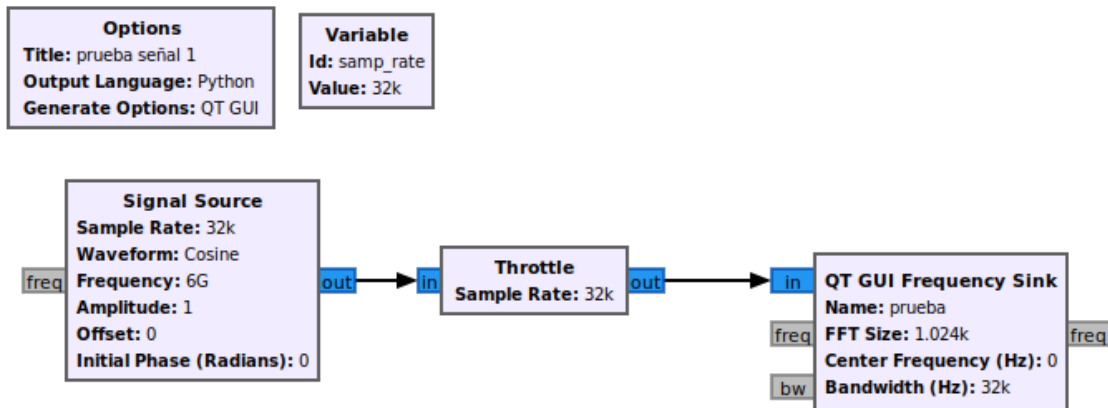 Options
Title: prueba señal 1
Output Language: Python
Generate Options: QT GUI
Variable
Id: samp_rate
Value: 32k
Signal Source
Sample Rate: 32k
Waveform: Cosine
Frequency: 6G
Amplitude: 1
Offset: 0
Initial Phase (Radians): 0
freq
out
in
Throttle
Sample Rate: 32k
out
in
freq
bw
QT GUI Frequency Sink
Name: prueba
FFT Size: 1.024k
Center Frequency (Hz): 0
Bandwidth (Hz): 32k
freq